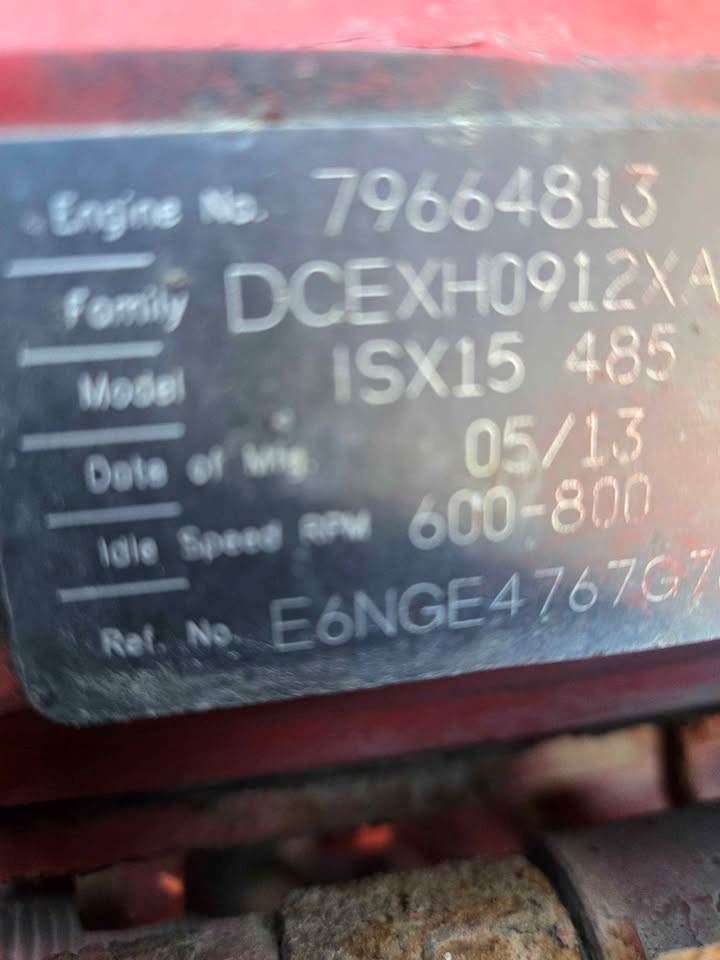 Engine No. 79664813
Family DCEXH0912XA
Model ISX15 485
Date of Mfg. 05/13
Idle Speed RPM 600-800
Ref. No. E6NGE4767G7